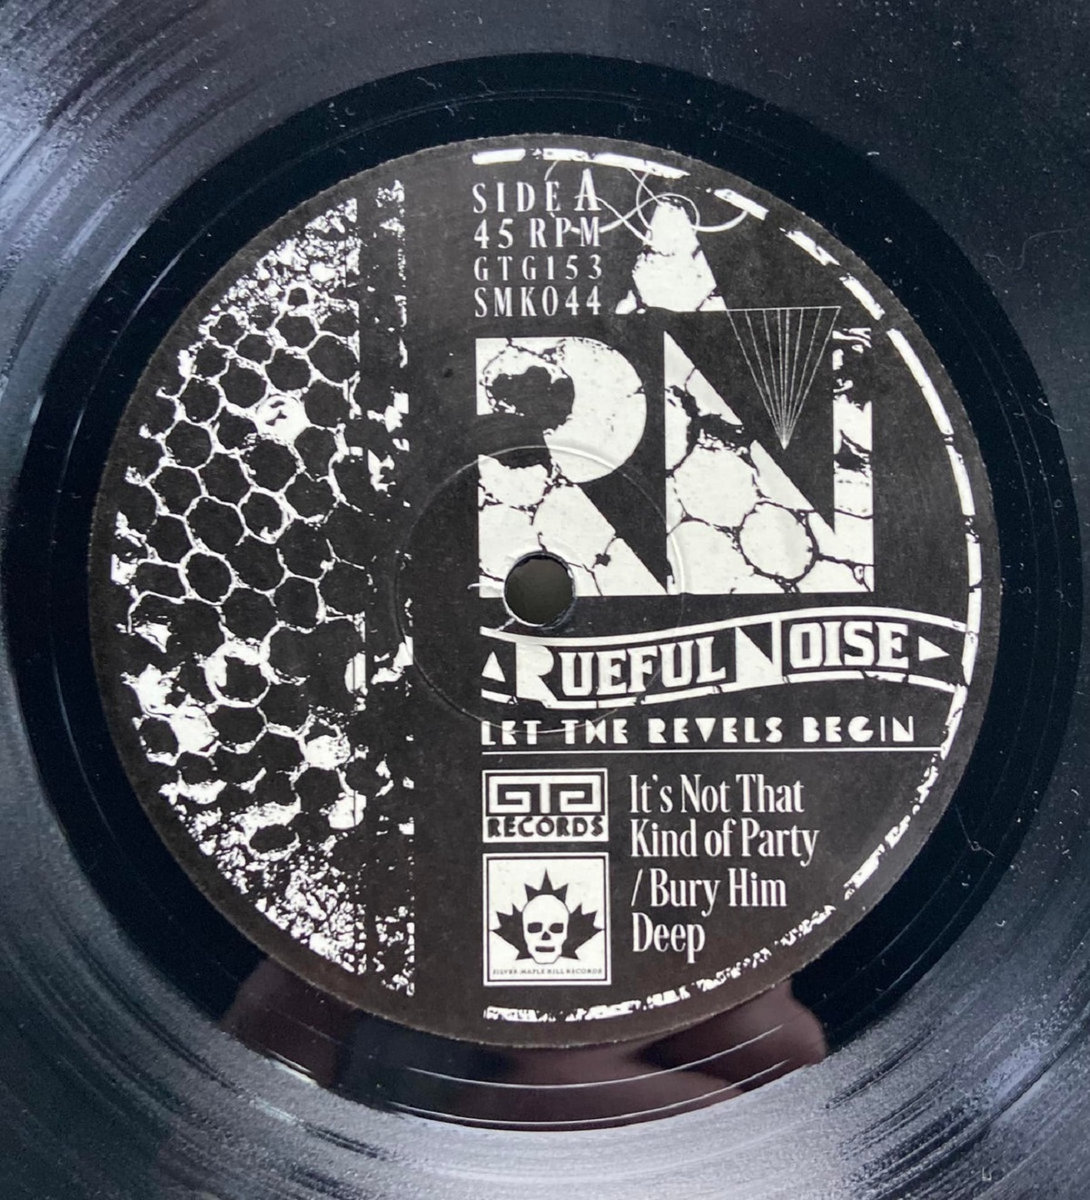 SIDE A
45 RPM
GTG153
SMK044
RN
RUEFUL NOISE
LET THE REVELS BEGIN
GTG
RECORDS
SILVER MAPLE KILL RECORDS
It's Not That
Kind of Party
/ Bury Him
Deep